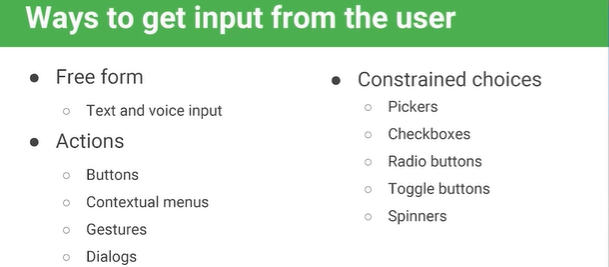 Ways to get input from the user
Free form
Text and voice input
Actions
Buttons
Contextual menus
Gestures
Dialogs
Constrained choices
Pickers
Checkboxes
Radio buttons
Toggle buttons
Spinners